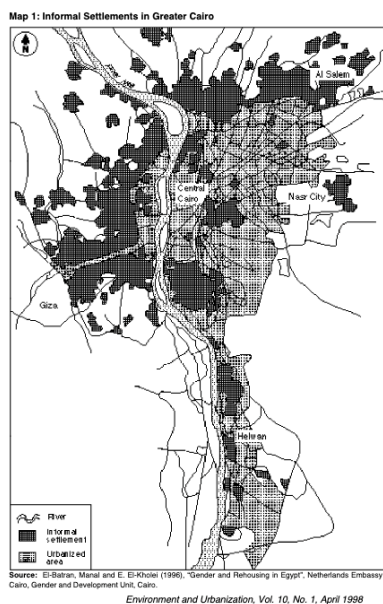 Map 1: Informal Settlements in Greater Cairo
N
Al Salem
Central
Cairo
Nasr City
Giza
Helwan
River
Informal
settlement
Urbanized
area
Source: El-Batran, Manal and E. El-Kholei (1996), "Gender and Rehousing in Egypt", Netherlands Embassy
Cairo, Gender and Development Unit, Cairo.
Environment and Urbanization, Vol. 10, No. 1, April 1998